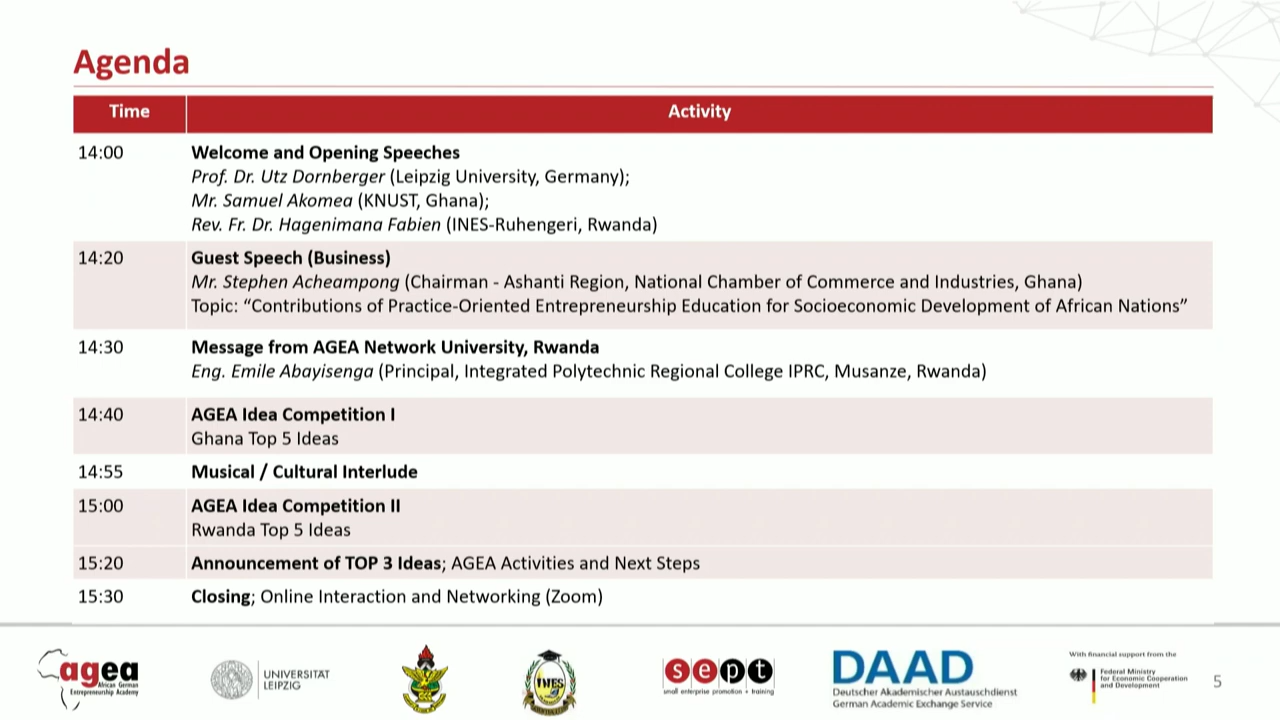 Agenda
Time Activity
14:00 Welcome and Opening Speeches
Prof. Dr. Utz Dornberger (Leipzig University, Germany);
Mr. Samuel Akomea (KNUST, Ghana);
Rev. Fr. Dr. Hagenimana Fabien (INES-Ruhengeri, Rwanda)
14:20 Guest Speech (Business)
Mr. Stephen Acheampong (Chairman - Ashanti Region, National Chamber of Commerce and Industries, Ghana)
Topic: “Contributions of Practice-Oriented Entrepreneurship Education for Socioeconomic Development of African Nations”
14:30 Message from AGEA Network University, Rwanda
Eng. Emile Abayisenga (Principal, Integrated Polytechnic Regional College IPRC, Musanze, Rwanda)
14:40 AGEA Idea Competition I
Ghana Top 5 Ideas
14:55 Musical / Cultural Interlude
15:00 AGEA Idea Competition II
Rwanda Top 5 Ideas
15:20 Announcement of TOP 3 Ideas; AGEA Activities and Next Steps
15:30 Closing; Online Interaction and Networking (Zoom)
agea
African German
Entrepreneurship Academy
UNIVERSITAT
LEIPZIG
INES
sept
small enterprise promotion + training
DAAD
Deutscher Akademischer Austauschdienst
German Academic Exchange Service
With financial support from the
Federal Ministry
for Economic Cooperation
and Development
5